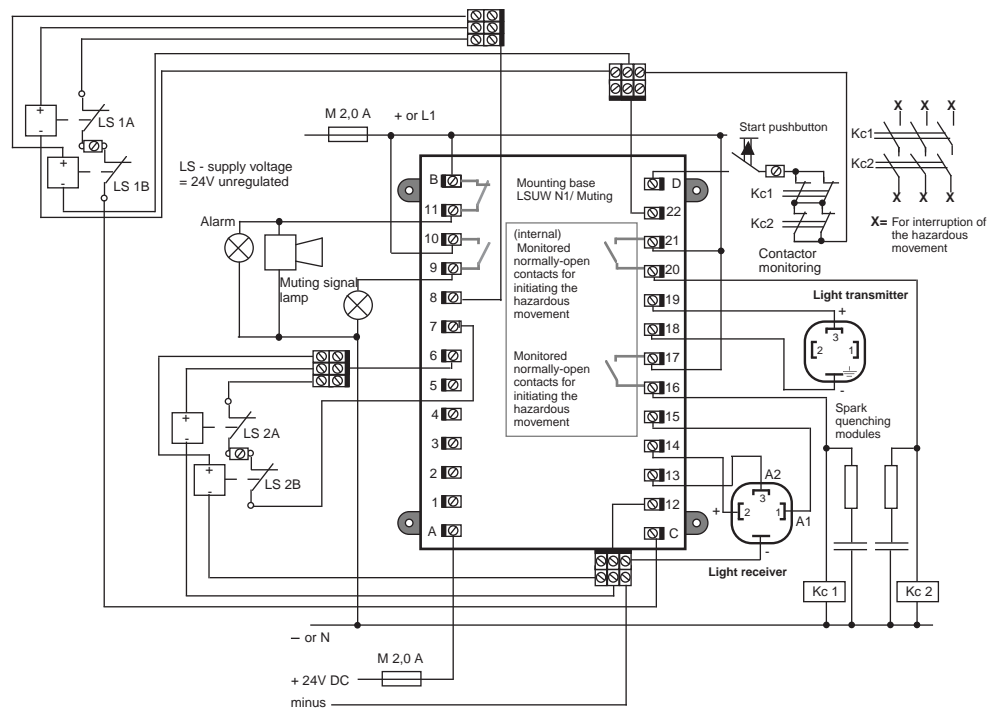 M 2,0 A
+ or L1
LS 1A
LS 1B
+
-
+
-
LS - supply voltage
= 24V unregulated
Start pushbutton
X X X
Kc1
Kc2
X X X
X= For interruption of
the hazardous
movement
Kc1
Kc2
Contactor
monitoring
Mounting base
LSUW N1/ Muting
B
11
10
9
8
7
6
5
4
3
2
1
A
D
22
21
20
19
18
17
16
15
14
13
12
C
(internal)
Monitored
normally-open
contacts for
initiating the
hazardous
movement
Monitored
normally-open
contacts for
initiating the
hazardous
movement
Alarm
Muting signal
lamp
LS 2A
LS 2B
+
-
+
-
Light transmitter
+
3
2 1
-
Spark
quenching
modules
A2
3
+ 2 1 A1
-
Light receiver
Kc 1
Kc 2
– or N
M 2,0 A
+ 24V DC
minus